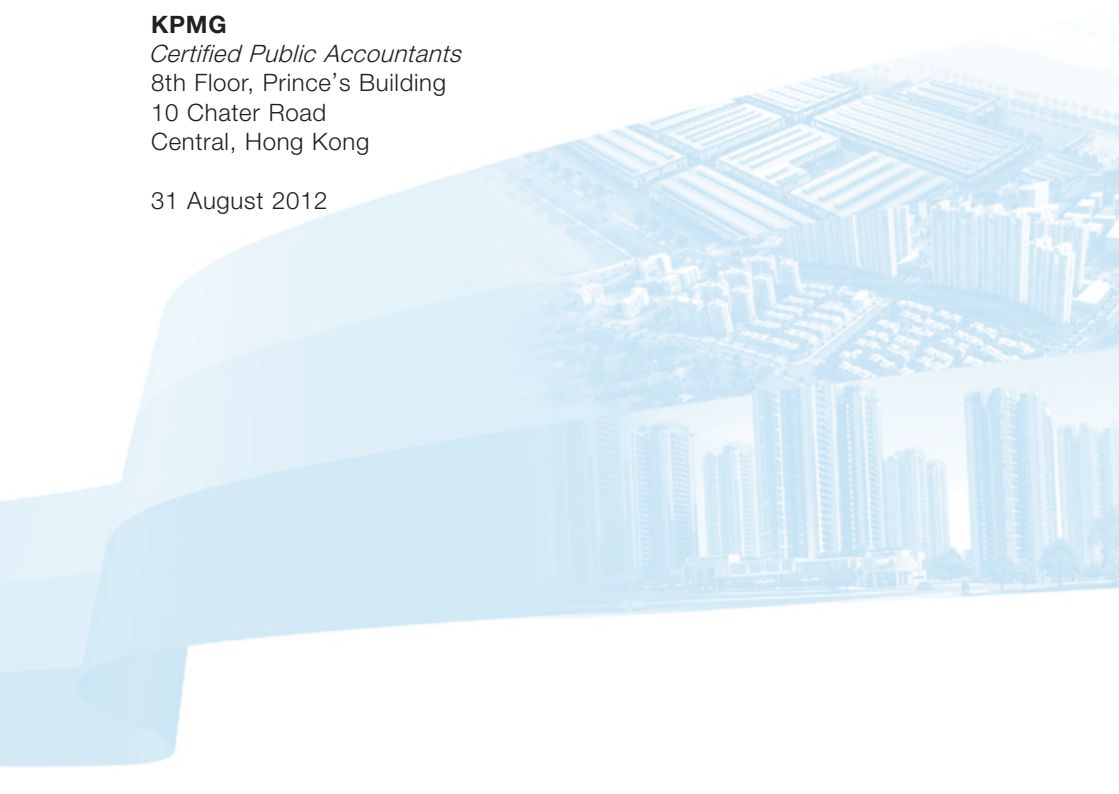 KPMG
Certified Public Accountants
8th Floor, Prince's Building
10 Chater Road
Central, Hong Kong
31 August 2012